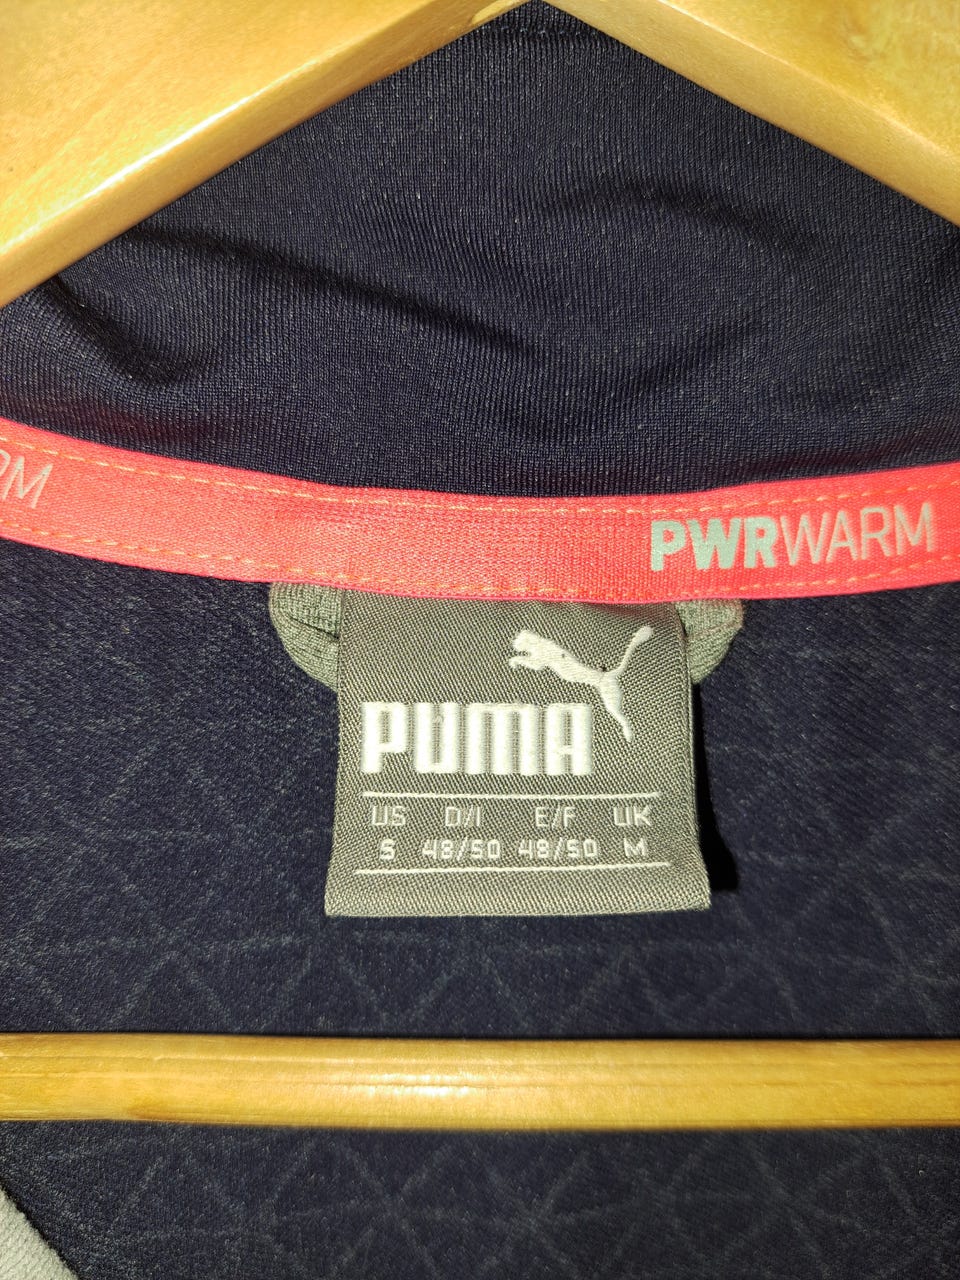 RM
PWRWARM
PUMA
US D/I E/F UK
S 48/50 48/50 M